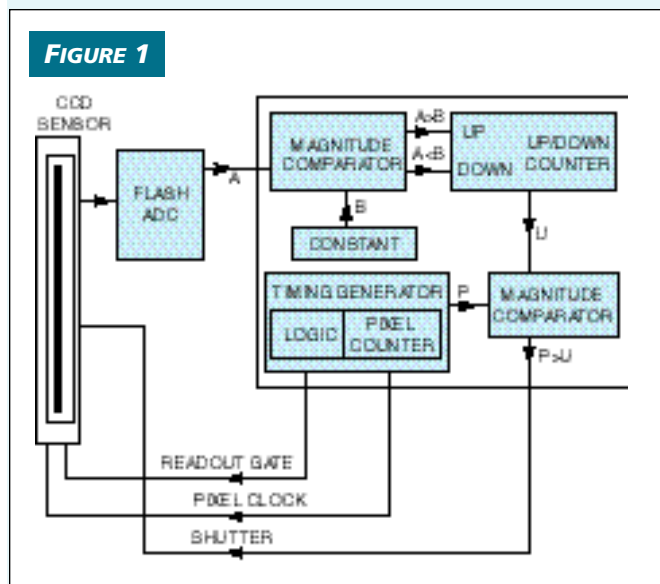 FIGURE 1
CCD
SENSOR
FLASH
ADC
A
MAGNITUDE
COMPARATOR
A>B
A<B
UP
DOWN
UP/DOWN
COUNTER
B
CONSTANT
U
TIMING GENERATOR
LOGIC
PIXEL
COUNTER
P
MAGNITUDE
COMPARATOR
P>U
READOUT GATE
PIXEL CLOCK
SHUTTER